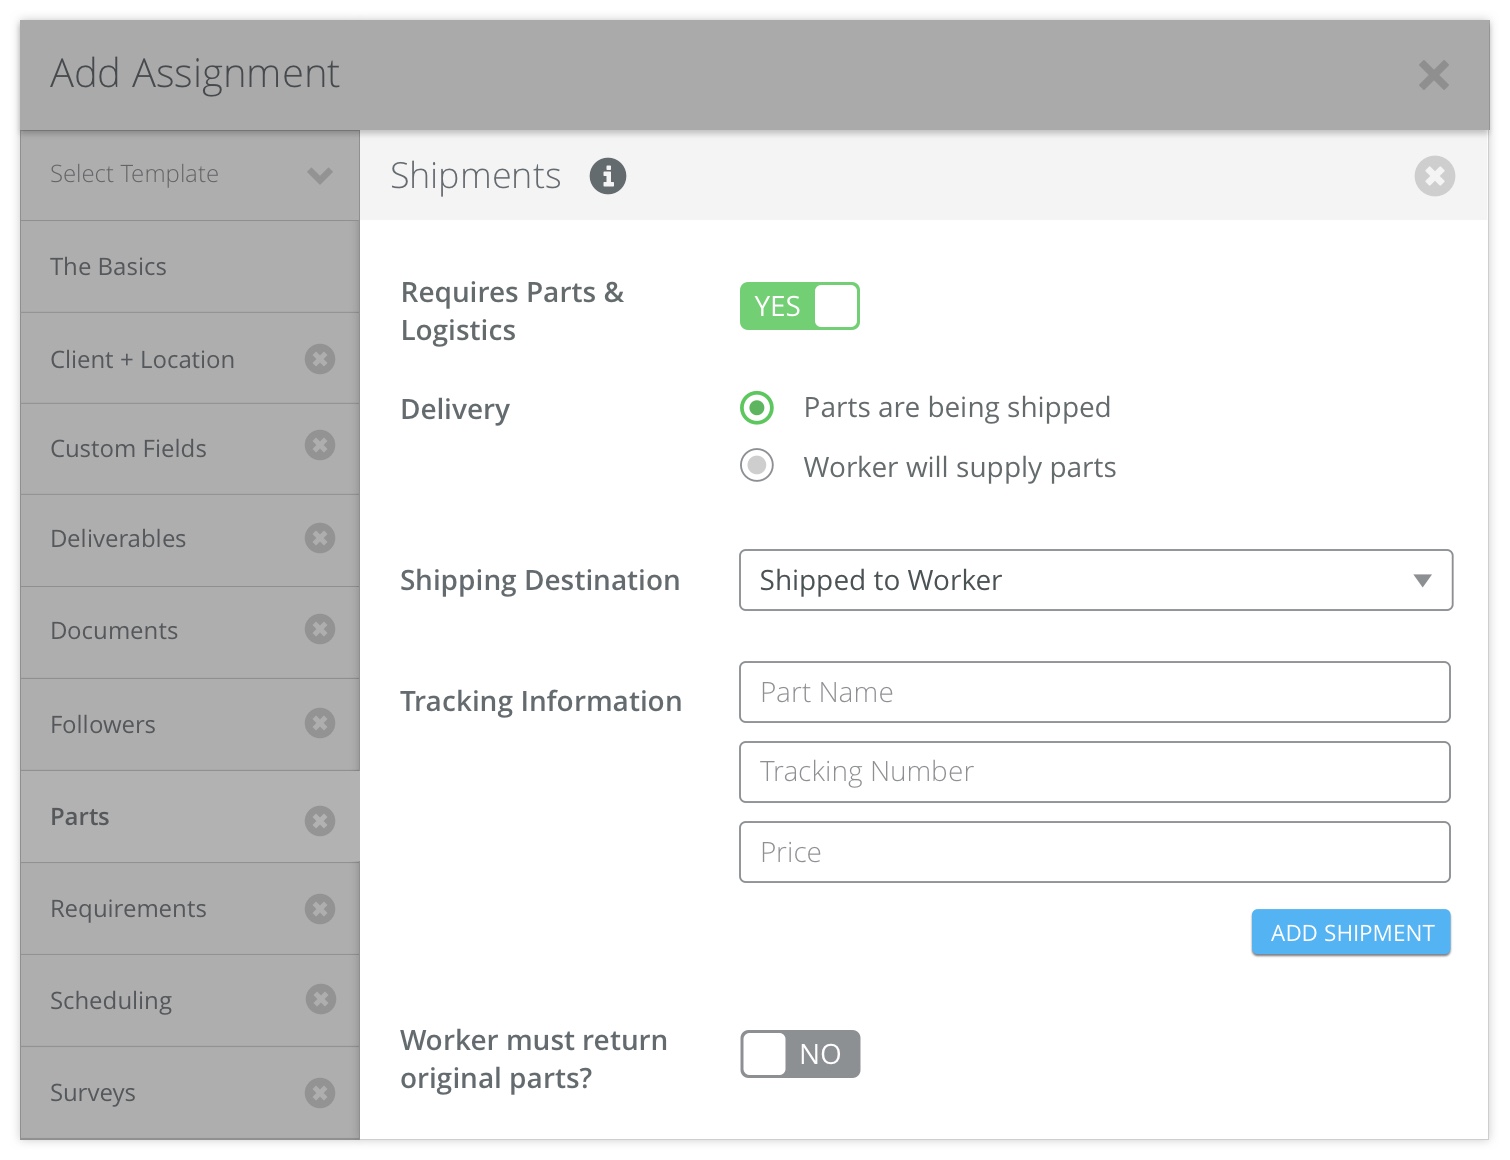 Add Assignment
Select Template
Shipments
The Basics
Client + Location
Custom Fields
Deliverables
Documents
Followers
Parts
Requirements
Scheduling
Surveys
Requires Parts &
Logistics
YES
Delivery
Parts are being shipped
Worker will supply parts
Shipping Destination
Shipped to Worker
Tracking Information
Part Name
Tracking Number
Price
ADD SHIPMENT
Worker must return
original parts?
NO